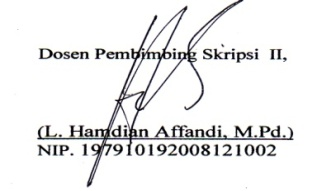 Dosen Pembimbing Skripsi II,
(L. Hamdian Affandi, M.Pd.)
NIP. 197910192008121002